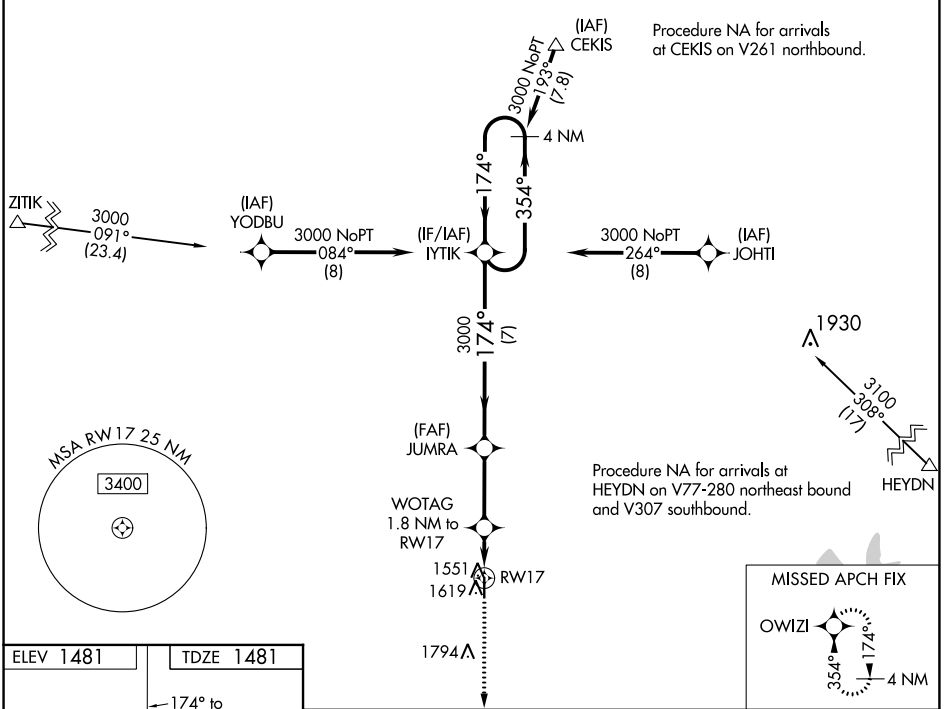 (IAF)
CEKIS
Procedure NA for arrivals
at CEKIS on V261 northbound.
3000 NoPT
193°
(7.8)
4 NM
174°
354°
ZITIK
3000
091°
(23.4)
(IAF)
YODBU
3000 NoPT
084°
(8)
(IF/IAF)
IYTIK
3000 NoPT
264°
(8)
(IAF)
JOHTI
3000
174°
(7)
1930
3100
308°
(17)
HEYDN
MSA RW17 25 NM
3400
(FAF)
JUMRA
Procedure NA for arrivals at
HEYDN on V77-280 northeast bound
and V307 southbound.
WOTAG
1.8 NM to
RW17
1551
RW17
1619
1794
MISSED APCH FIX
OWIZI
354°
174°
4 NM
ELEV 1481
TDZE 1481
174° to